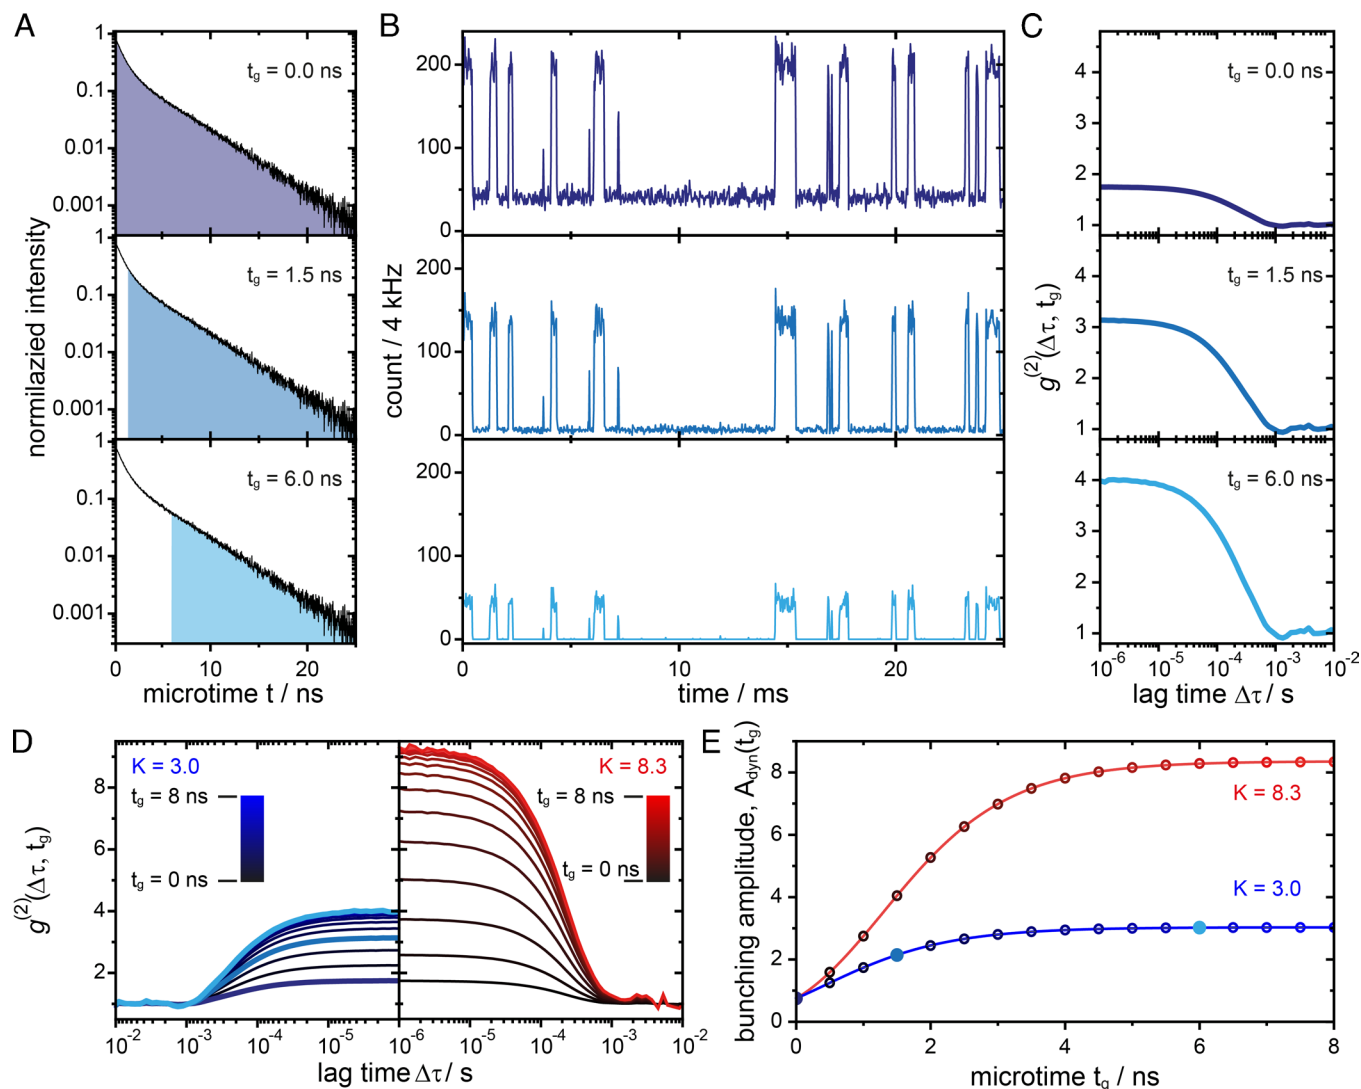 A
normilazied intensity
1
0.1
0.01
0.001
t_g = 0.0 ns
1
0.1
0.01
0.001
t_g = 1.5 ns
1
0.1
0.01
0.001
t_g = 6.0 ns
0 10 20
microtime t / ns
B
count / 4 kHz
200
100
0
200
100
0
200
100
0
0 10 20
time / ms
C
g^(2)(Δτ, t_g)
4
3
2
1
t_g = 0.0 ns
4
3
2
1
t_g = 1.5 ns
4
3
2
1
t_g = 6.0 ns
10^-6 10^-5 10^-4 10^-3 10^-2
lag time Δτ / s
D
g^(2)(Δτ, t_g)
8
6
4
2
K = 3.0
t_g = 8 ns
t_g = 0 ns
K = 8.3
t_g = 8 ns
t_g = 0 ns
10^-2 10^-3 10^-4 10^-5 10^-6 10^-5 10^-4 10^-3 10^-2
lag time Δτ / s
E
bunching amplitude, A_dyn(t_g)
8
6
4
2
0
K = 8.3
K = 3.0
0 2 4 6 8
microtime t_g / ns